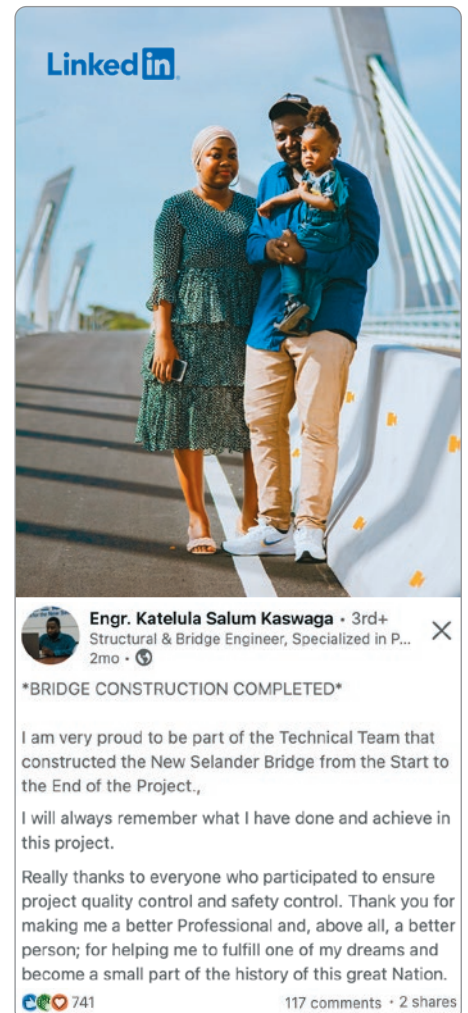 Linked in
Engr. Katelula Salum Kaswaga • 3rd+
Structural & Bridge Engineer, Specialized in P...
2mo •
*BRIDGE CONSTRUCTION COMPLETED*
I am very proud to be part of the Technical Team that
constructed the New Selander Bridge from the Start to
the End of the Project.,
I will always remember what I have done and achieve in
this project.
Really thanks to everyone who participated to ensure
project quality control and safety control. Thank you for
making me a better Professional and, above all, a better
person; for helping me to fulfill one of my dreams and
become a small part of the history of this great Nation.
741
117 comments • 2 shares